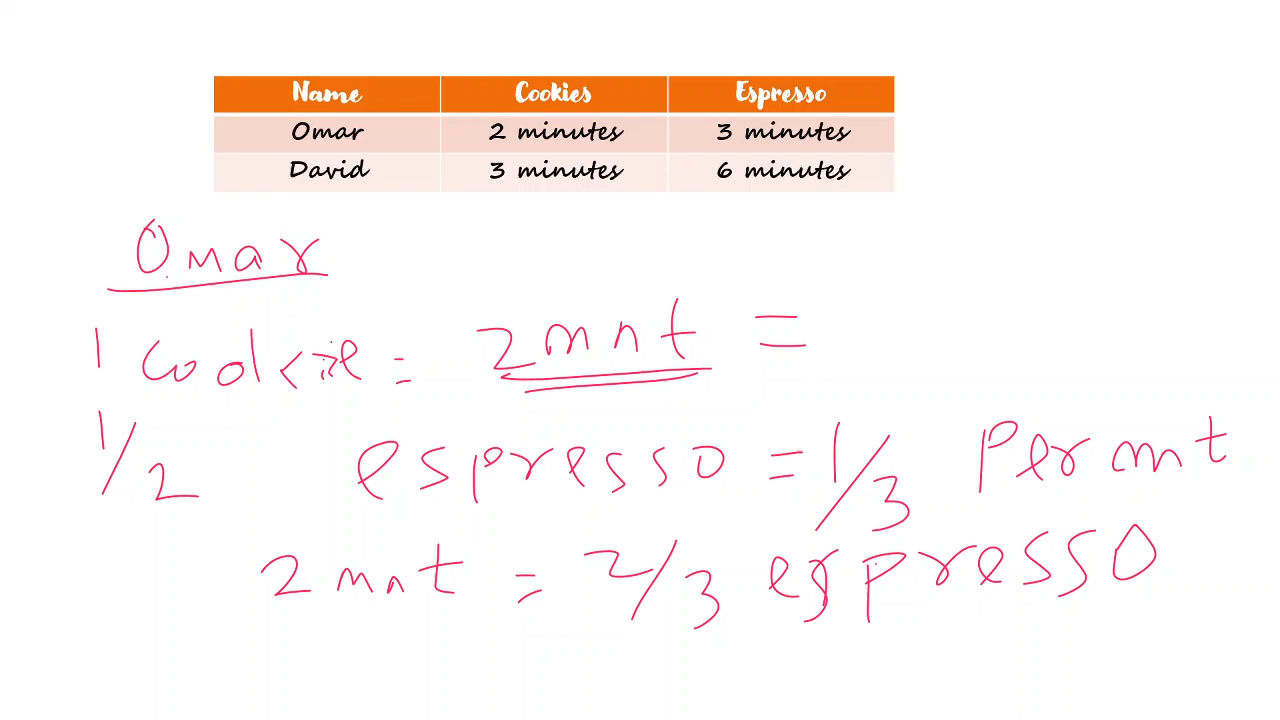 Name Cookies Espresso
Omar 2 minutes 3 minutes
David 3 minutes 6 minutes
Omar
1 Cookie = 2 mnt =
1/2 espresso = 1/3 Per mnt
2 mnt = 2/3 espresso